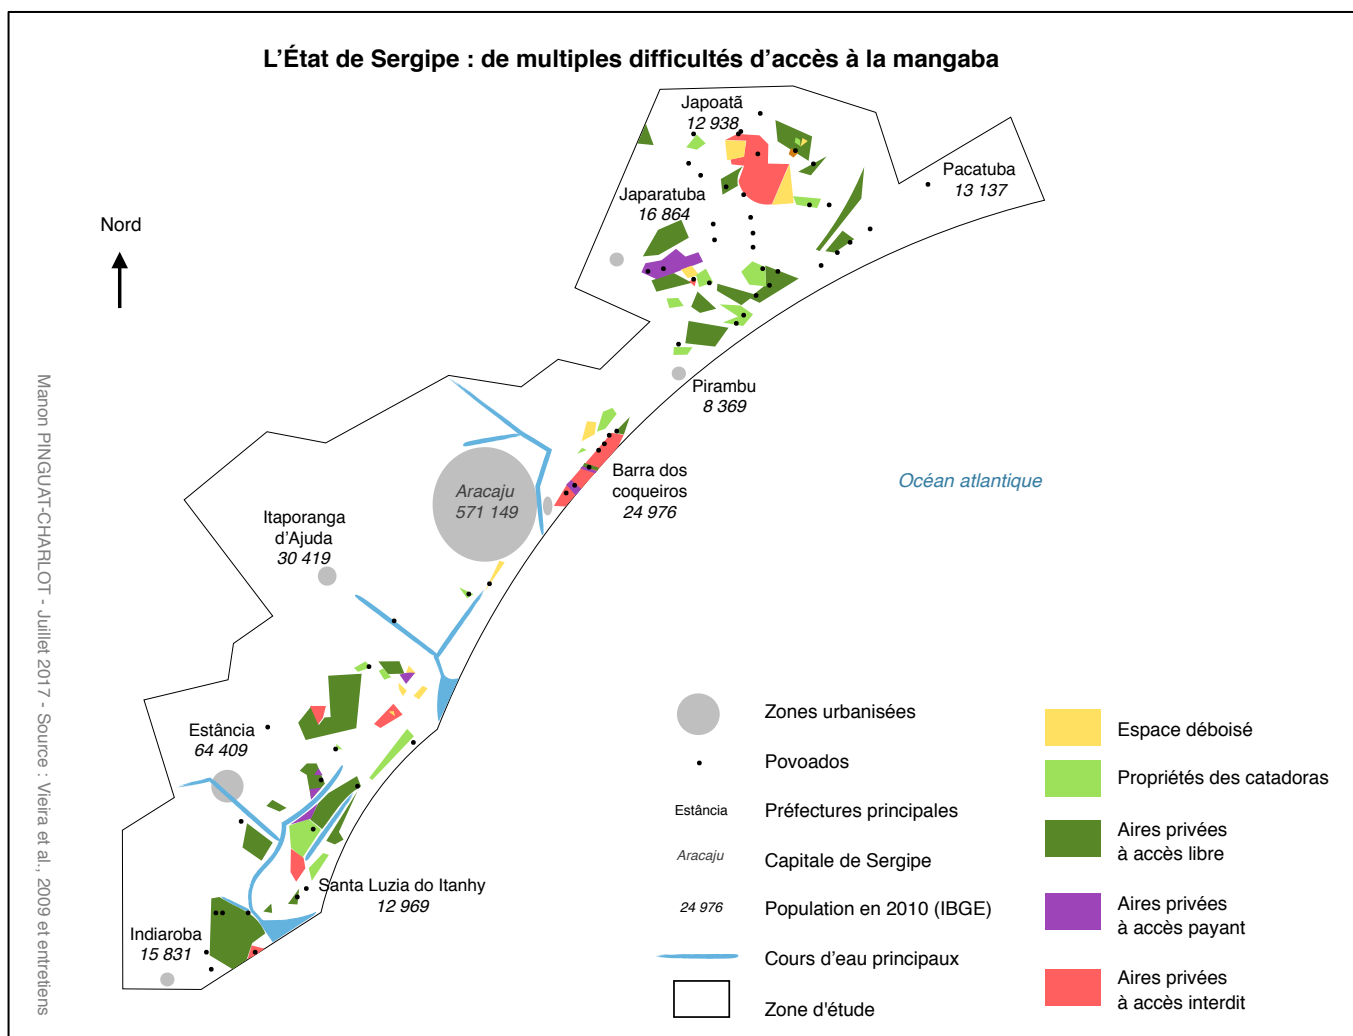 L'État de Sergipe : de multiples difficultés d'accès à la mangaba
Japoatã
12 938
Pacatuba
13 137
Japaratuba
16 864
Nord
Pirambu
8 369
Manon PINGUAT-CHARLOT - Juillet 2017 - Source : Vieira et al., 2009 et entretiens
Barra dos
coqueiros
24 976
Océan atlantique
Aracaju
571 149
Itaporanga
d'Ajuda
30 419
Estância
64 409
Santa Luzia do Itanhy
12 969
Indiaroba
15 831
Zones urbanisées
Povoados
Estância
Préfectures principales
Aracaju
Capitale de Sergipe
24 976
Population en 2010 (IBGE)
Cours d'eau principaux
Zone d'étude
Espace déboisé
Propriétés des catadoras
Aires privées
à accès libre
Aires privées
à accès payant
Aires privées
à accès interdit